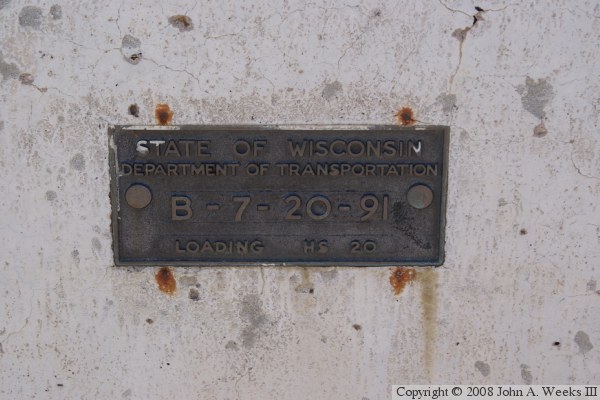 STATE OF WISCONSIN
DEPARTMENT OF TRANSPORTATION
B-7-20-91
LOADING HS 20
Copyright © 2008 John A. Weeks III